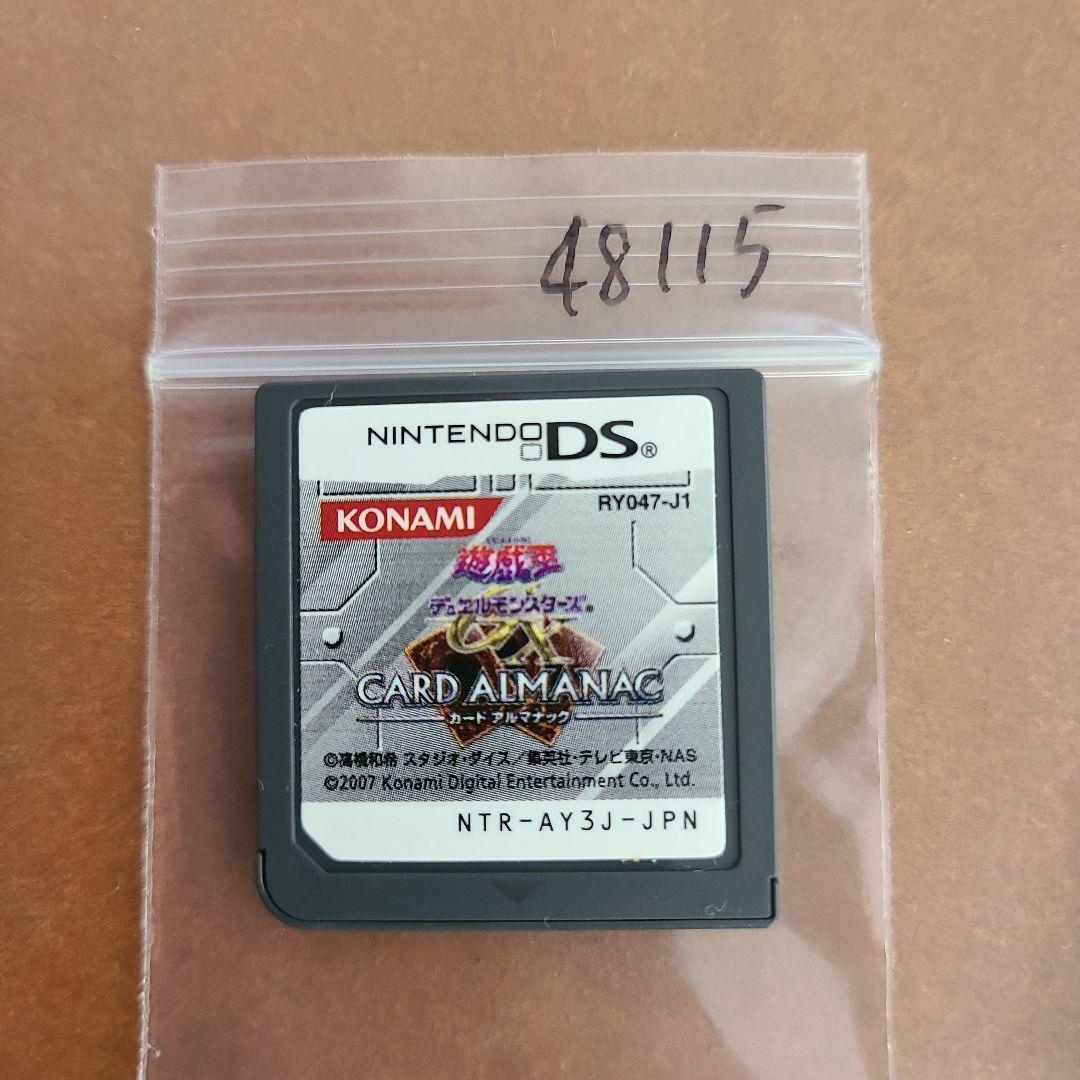 48115
NINTENDO DS®
RY047-J1
KONAMI
遊戯王
デュエルモンスターズ®
GX
CARD ALMANAC
カード アルマナック
©高橋和希 スタジオ・ダイス／集英社・テレビ東京・NAS
©2007 Konami Digital Entertainment Co., Ltd.
NTR-AY3J-JPN